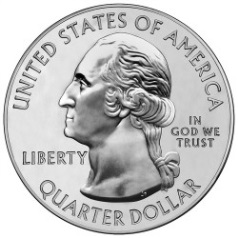 UNITED STATES OF AMERICA
LIBERTY
IN
GOD WE
TRUST
QUARTER DOLLAR